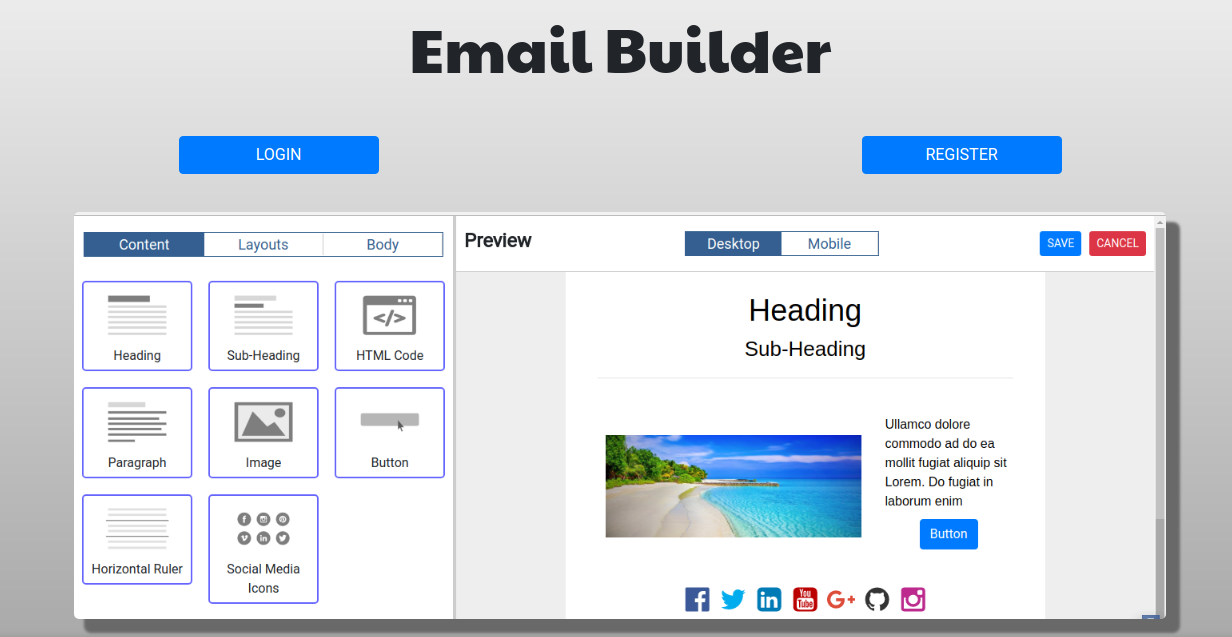 Email Builder
LOGIN
REGISTER
Content
Layouts
Body
Preview
Desktop
Mobile
SAVE
CANCEL
Heading
Sub-Heading
</>
HTML Code
Paragraph
Image
Button
Horizontal Ruler
Social Media
Icons
Heading
Sub-Heading
Ullamco dolore
commodo ad do ea
mollit fugiat aliquip sit
Lorem. Do fugiat in
laborum enim
Button
You
Tube
G+